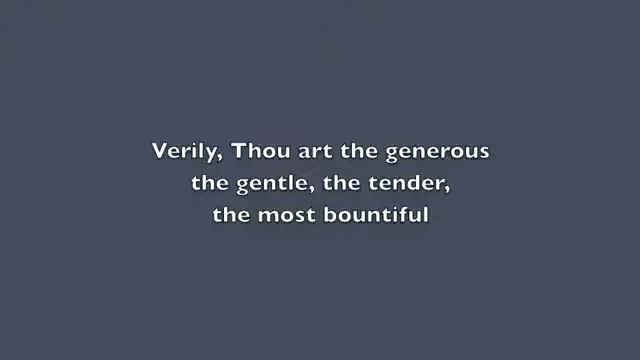 Verily, Thou art the generous
the gentle, the tender,
the most bountiful